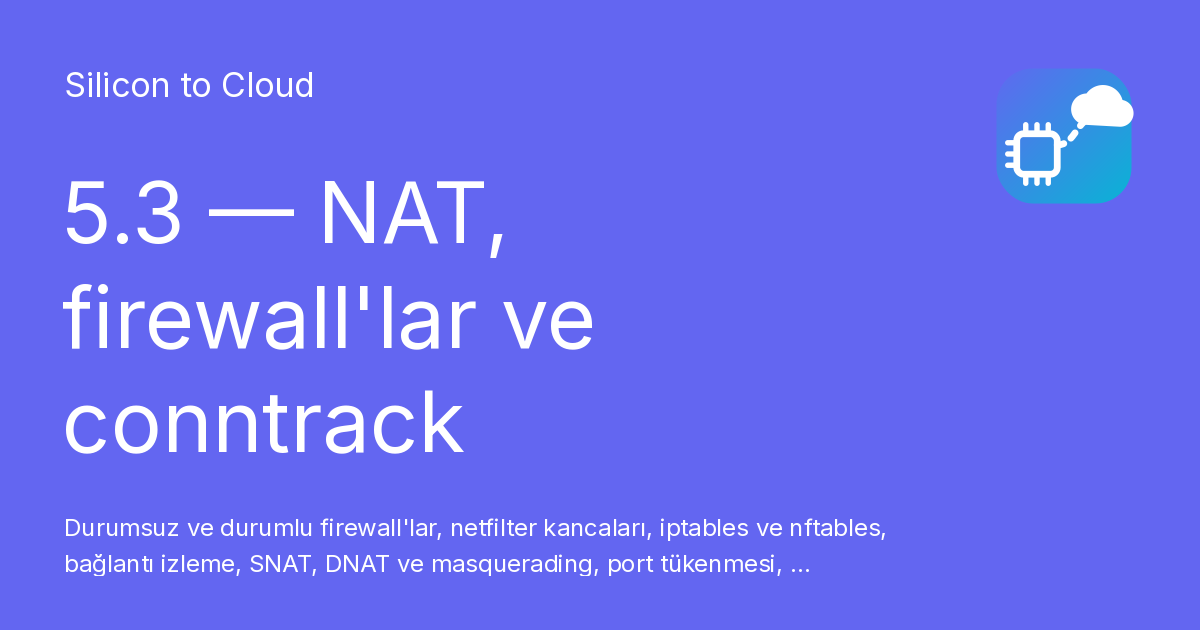 Silicon to Cloud
5.3 — NAT,
firewall'lar ve
conntrack
Durumsuz ve durumlu firewall'lar, netfilter kancaları, iptables ve nftables,
bağlantı izleme, SNAT, DNAT ve masquerading, port tükenmesi, ...